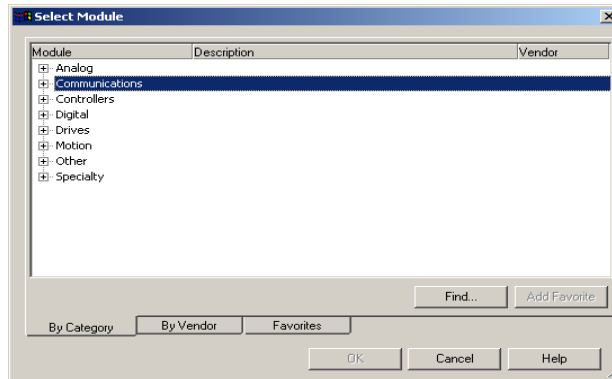 Select Module
Module Description Vendor
Analog
Communications
Controllers
Digital
Drives
Motion
Other
Specialty
Find... Add Favorite
By Category By Vendor Favorites
OK Cancel Help